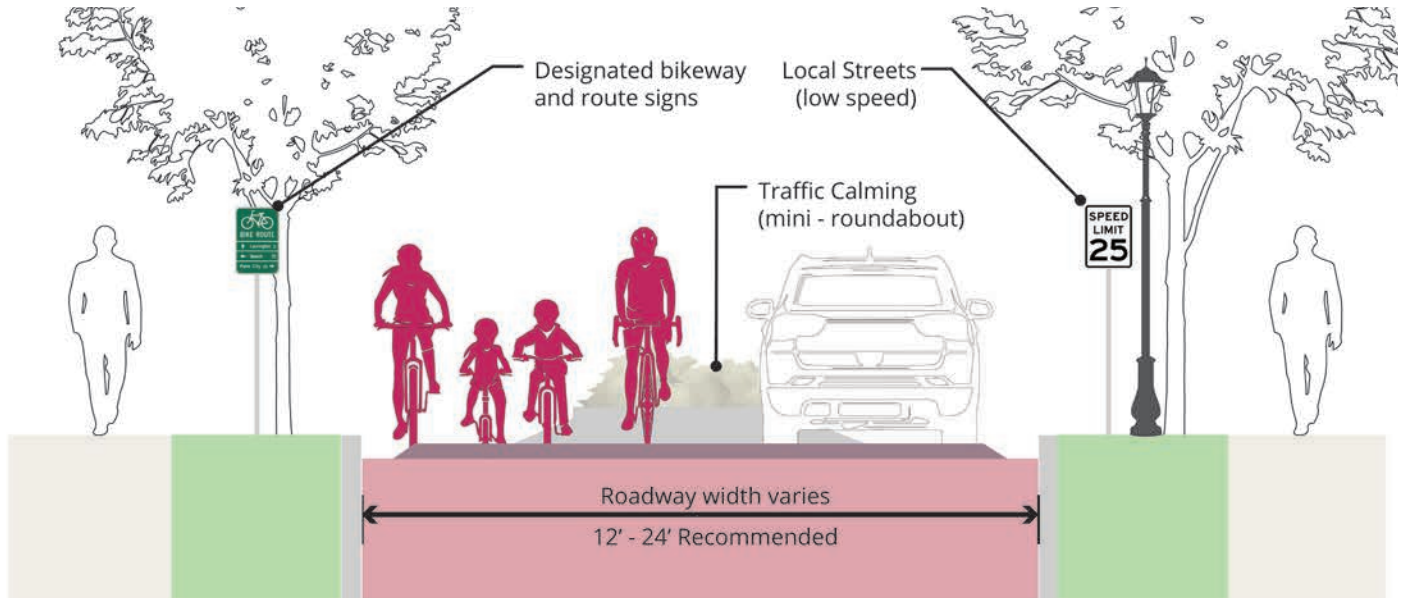 Designated bikeway
and route signs
Local Streets
(low speed)
Traffic Calming
(mini - roundabout)
BIKE ROUTE
SPEED
LIMIT
25
Roadway width varies
12' - 24' Recommended